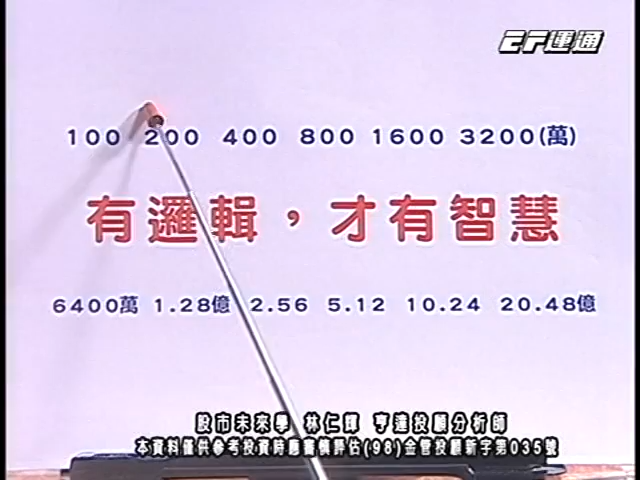 EF運通
100 200 400 800 1600 3200(萬)
有邏輯，才有智慧
6400萬 1.28億 2.56 5.12 10.24 20.48億
股市未來學 林仁輝 亨達投顧分析師
本資料僅供參考投資時應審慎評估(98)金管投顧新字第035號